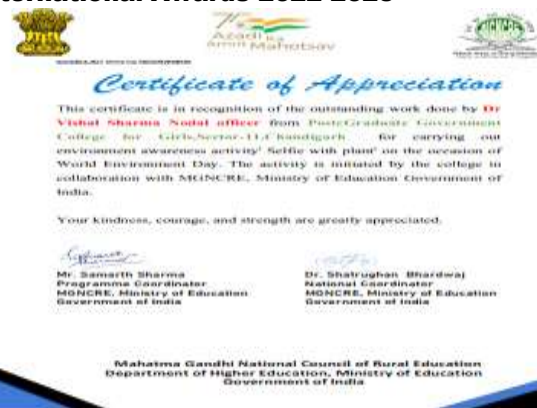 International Awards 2022-2023
75
Azadi Ka
Amrit Mahotsav
MGNCRE
Certificate of Appreciation
This certificate is in recognition of the outstanding work done by Dr
Vishal Sharma Nodal officer from PostGraduate Government
College for Girls,Sector-11,Chandigarh for carrying out
environment awareness activity' Selfie with plant' on the occasion of
World Environment Day. The activity is initiated by the college in
collaboration with MGNCRE, Ministry of Education Government of
India.
Your kindness, courage, and strength are greatly appreciated.
Mr. Samarth Sharma
Programme Coordinator
MGNCRE, Ministry of Education
Government of India
Dr. Shatrughan Bhardwaj
National Coordinator
MGNCRE, Ministry of Education
Government of India
Mahatma Gandhi National Council of Rural Education
Department of Higher Education, Ministry of Education
Government of India